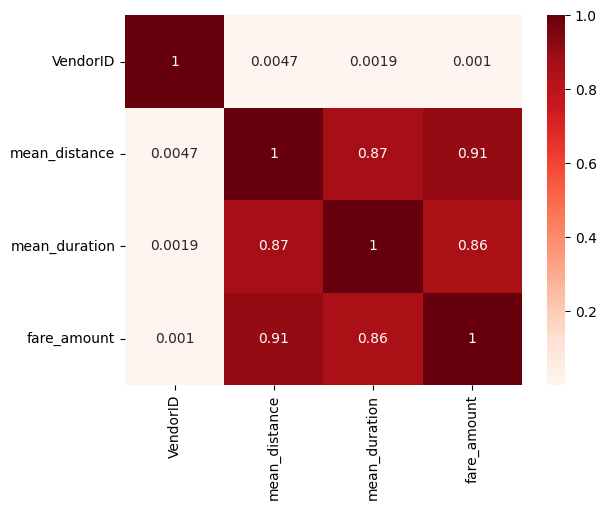 VendorID 1 0.0047 0.0019 0.001
mean_distance 0.0047 1 0.87 0.91
mean_duration 0.0019 0.87 1 0.86
fare_amount 0.001 0.91 0.86 1
VendorID
mean_distance
mean_duration
fare_amount
1.0
0.8
0.6
0.4
0.2